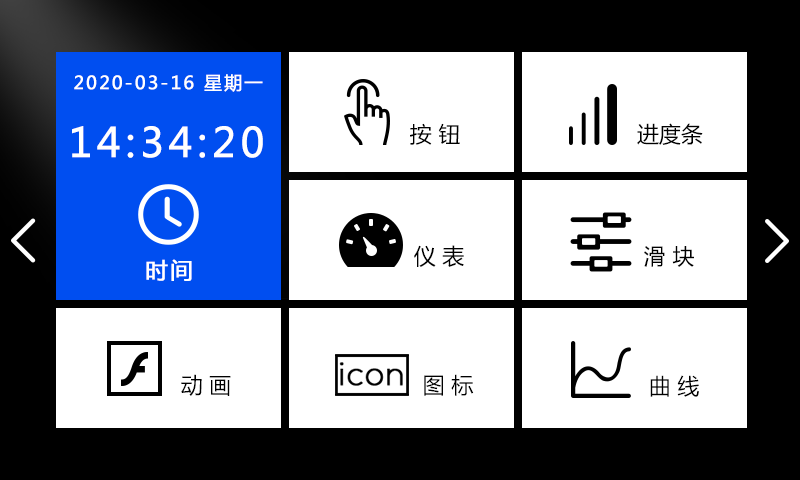 2020-03-16 星期一
14:34:20
时间
按钮
进度条
仪表
滑块
动画
icon
图标
曲线